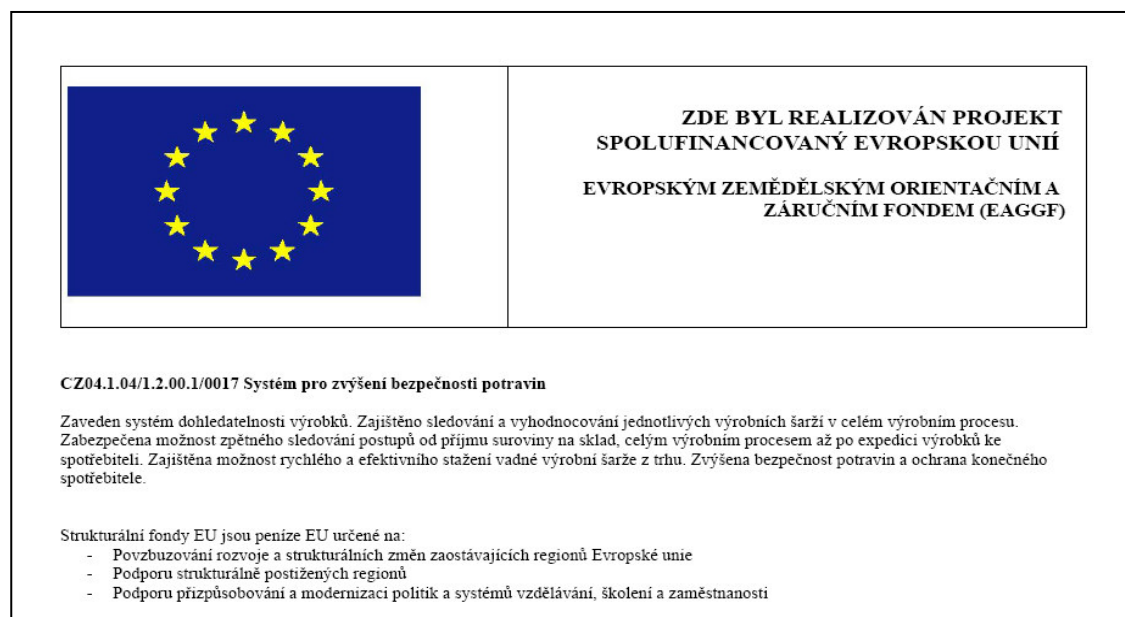 ZDE BYL REALIZOVÁN PROJEKT
SPOLUFINANCOVANÝ EVROPSKOU UNIÍ
EVROPSKÝM ZEMĚDĚLSKÝM ORIENTAČNÍM A
ZÁRUČNÍM FONDEM (EAGGF)
CZ04.1.04/1.2.00.1/0017 Systém pro zvýšení bezpečnosti potravin
Zaveden systém dohledatelnosti výrobků. Zajištěno sledování a vyhodnocování jednotlivých výrobních šarží v celém výrobním procesu.
Zabezpečena možnost zpětného sledování postupů od příjmu suroviny na sklad, celým výrobním procesem až po expedici výrobků ke
spotřebiteli. Zajištěna možnost rychlého a efektivního stažení vadné výrobní šarže z trhu. Zvýšena bezpečnost potravin a ochrana konečného
spotřebitele.
Strukturální fondy EU jsou peníze EU určené na:
- Povzbuzování rozvoje a strukturálních změn zaostávajících regionů Evropské unie
- Podporu strukturálně postižených regionů
- Podporu přizpůsobování a modernizaci politik a systémů vzdělávání, školení a zaměstnanosti